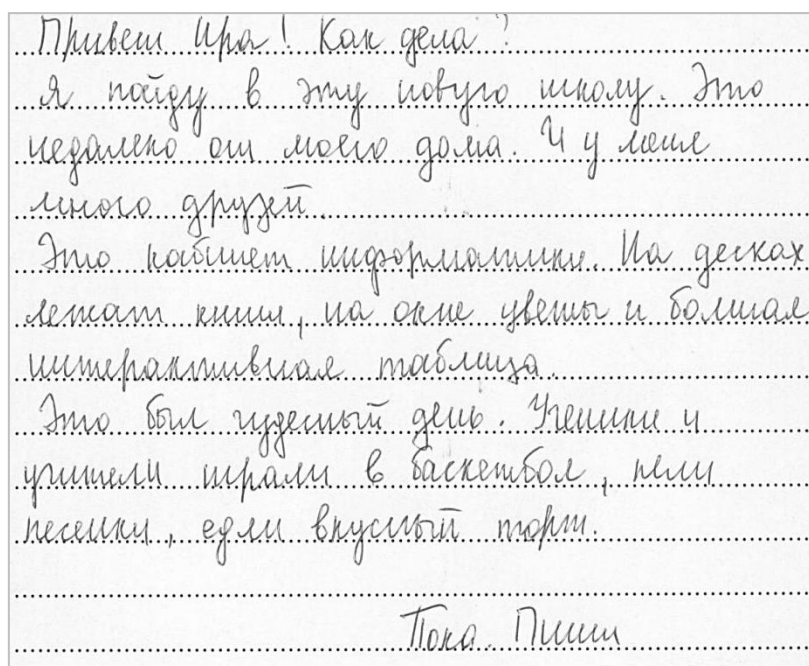 Привет Ира! Как дела?
Я пойду в эту новую школу. Это
недалеко от моего дома. И у меня
много друзей.
Это кабинет информатики. На десках
лежат книги, на окне цветы и большая
интерактивная таблица.
Это был чудесный день. Ученики и
учители играли в баскетбол, пели
песенки, едли вкусный торт.
Пока. Пиши